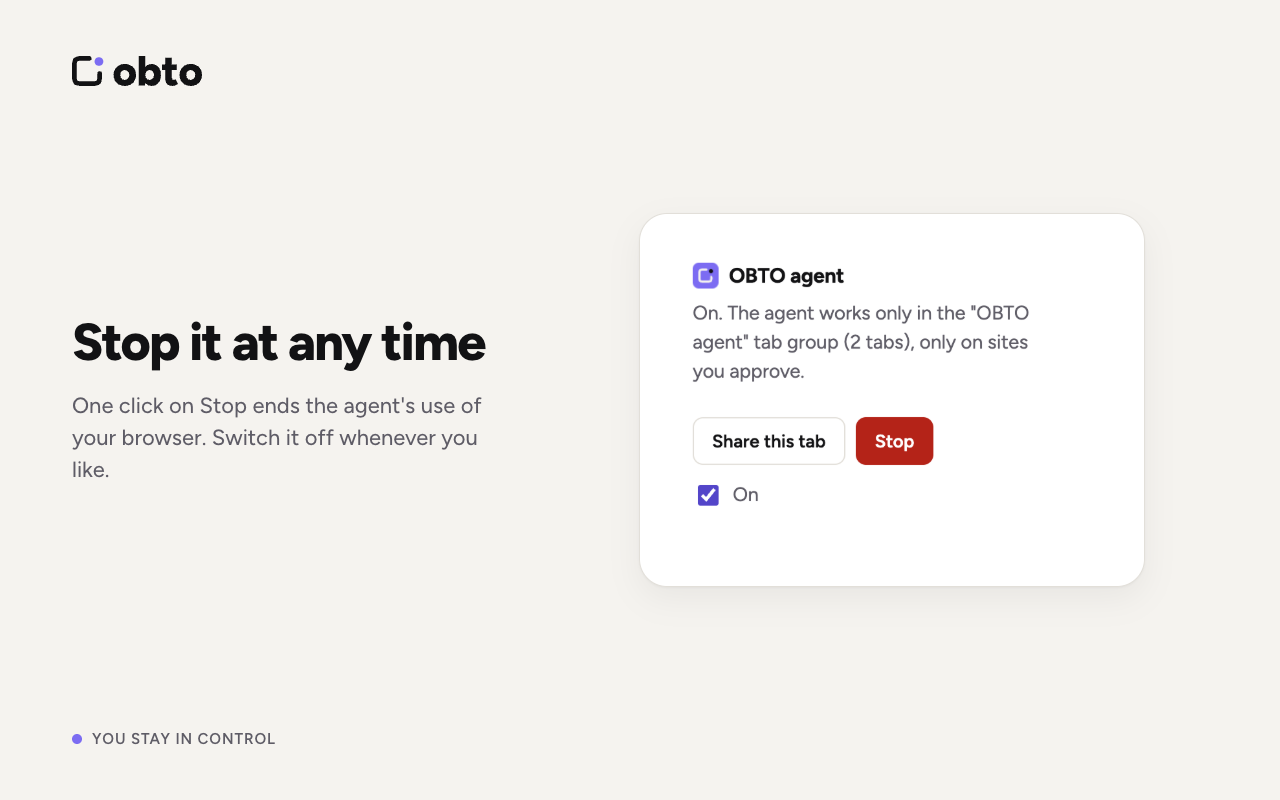 obto
Stop it at any time
One click on Stop ends the agent's use of
your browser. Switch it off whenever you
like.
OBTO agent
On. The agent works only in the "OBTO
agent" tab group (2 tabs), only on sites
you approve.
Share this tab
Stop
On
YOU STAY IN CONTROL